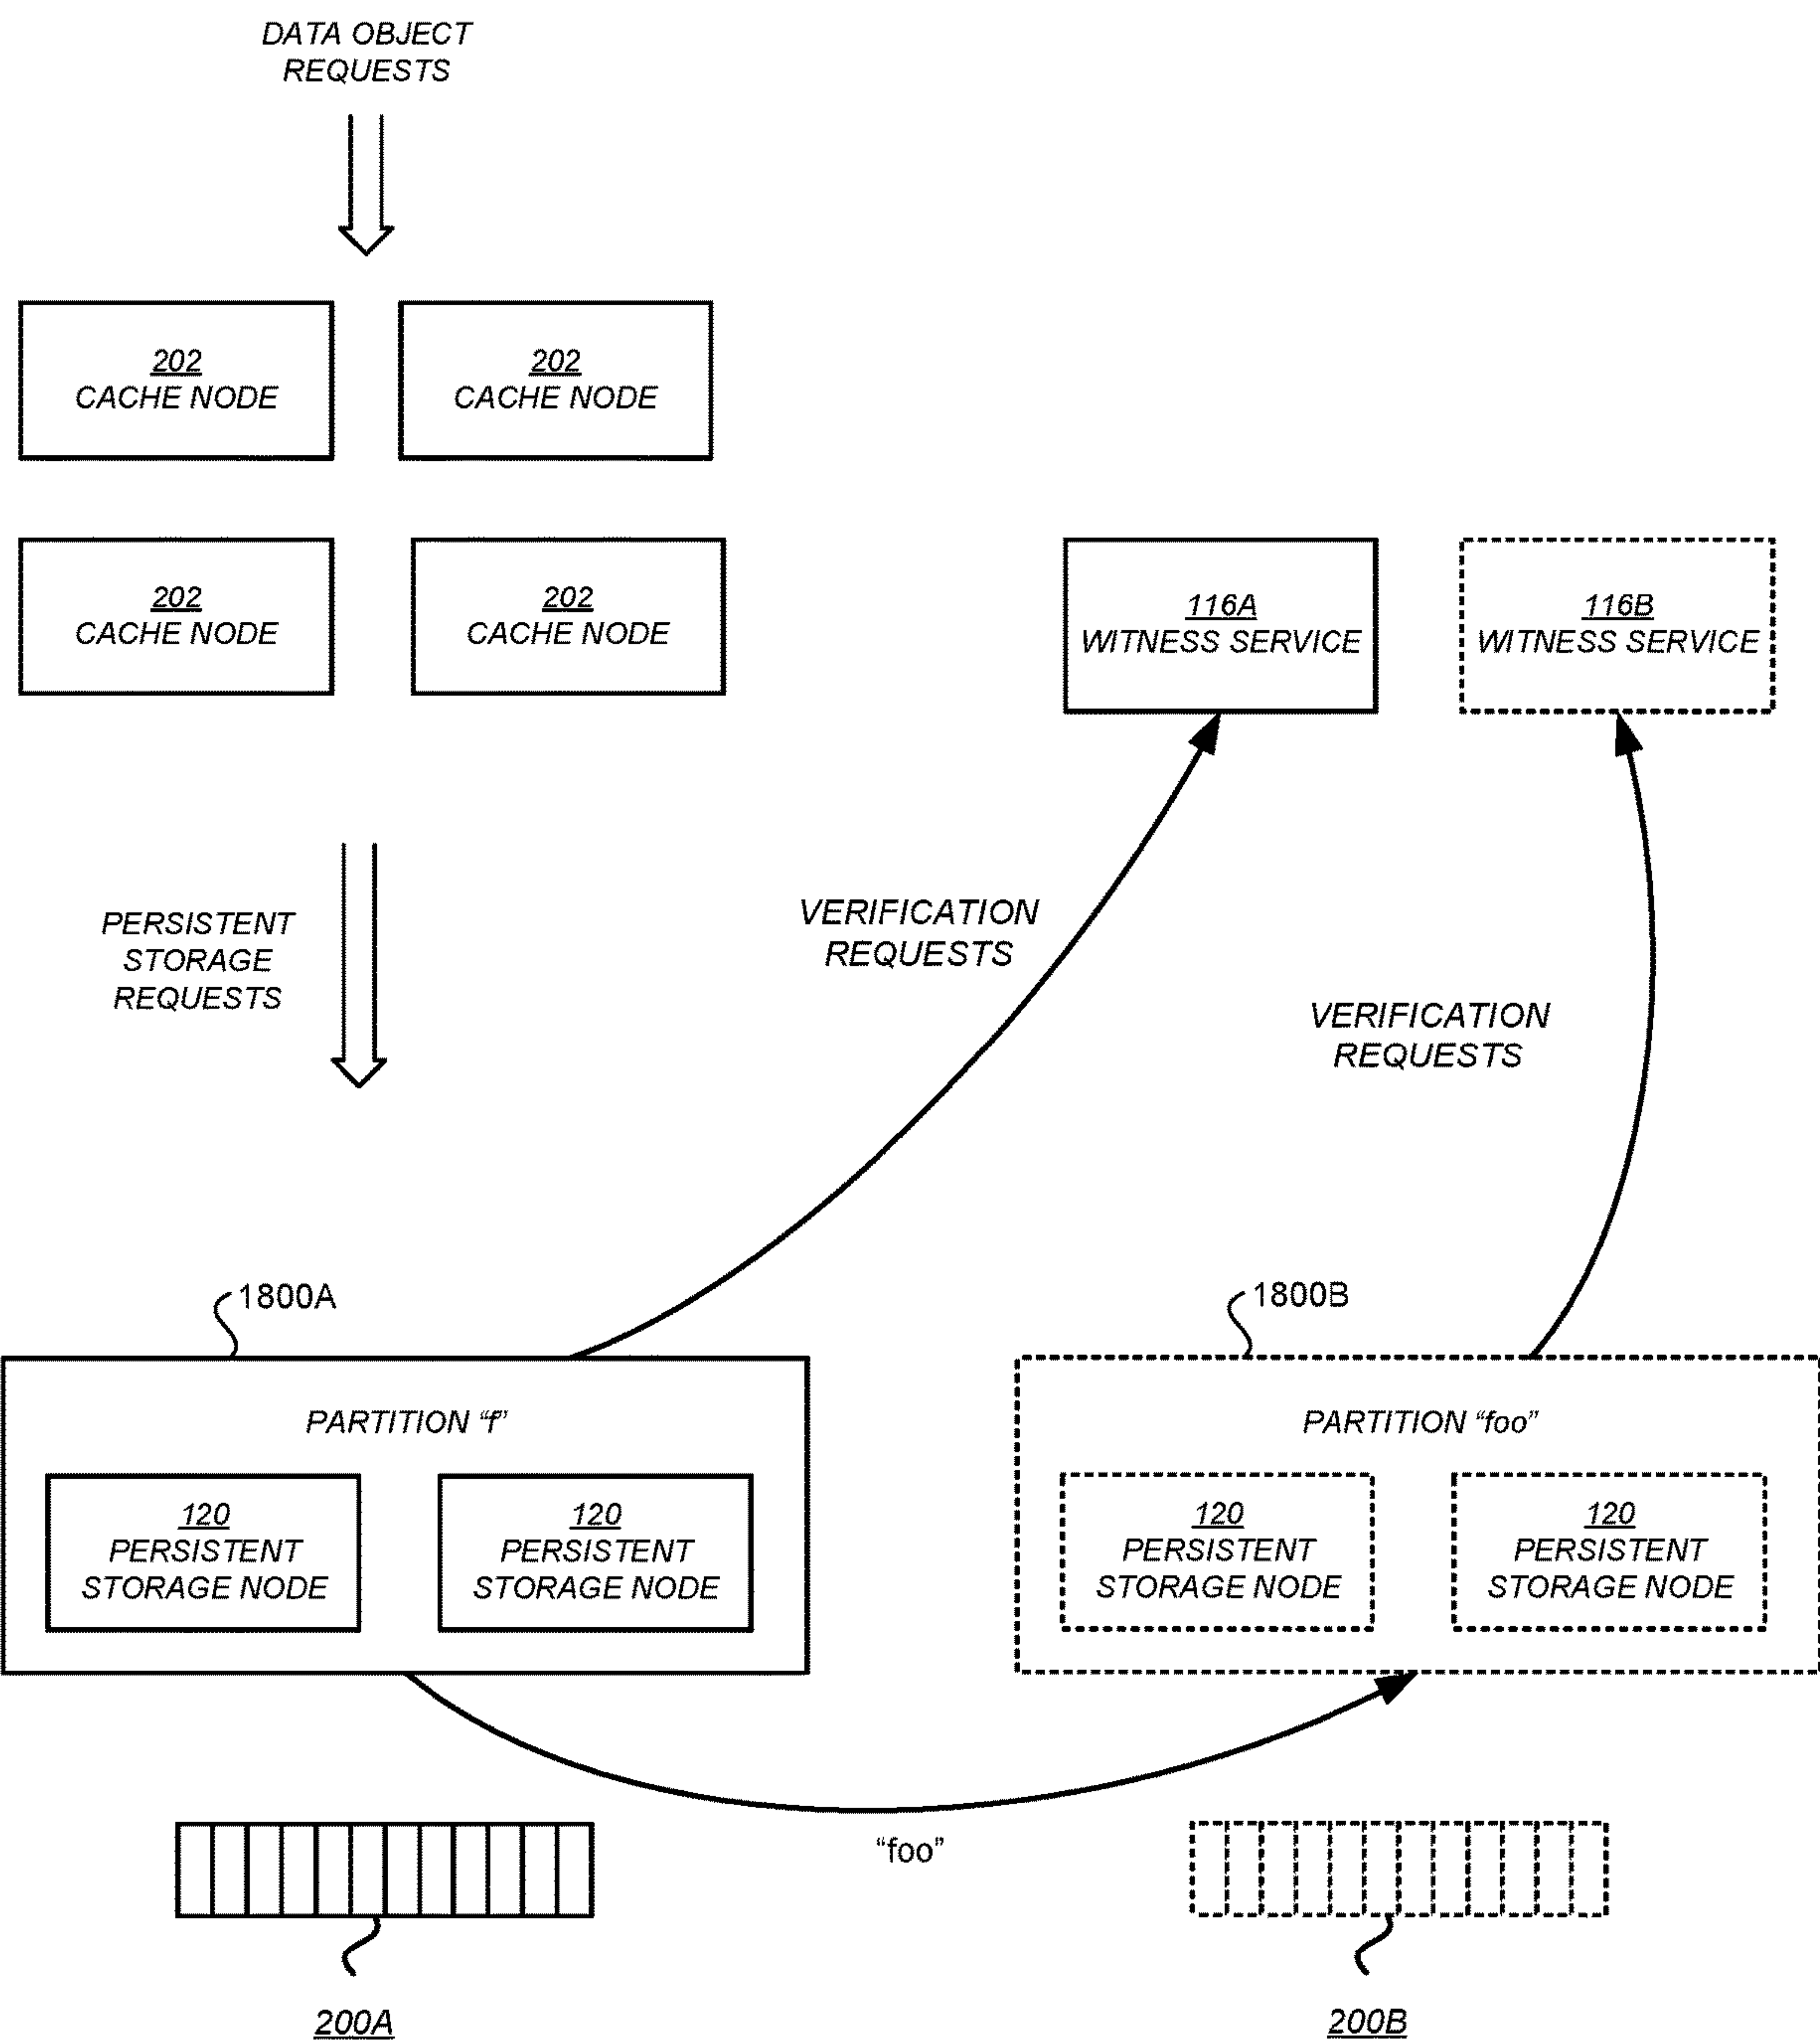 DATA OBJECT
REQUESTS
202
CACHE NODE
202
CACHE NODE
202
CACHE NODE
202
CACHE NODE
116A
WITNESS SERVICE
116B
WITNESS SERVICE
PERSISTENT
STORAGE
REQUESTS
VERIFICATION
REQUESTS
VERIFICATION
REQUESTS
1800A
1800B
PARTITION “f”
120
PERSISTENT
STORAGE NODE
120
PERSISTENT
STORAGE NODE
PARTITION “foo”
120
PERSISTENT
STORAGE NODE
120
PERSISTENT
STORAGE NODE
“foo”
200A
200B